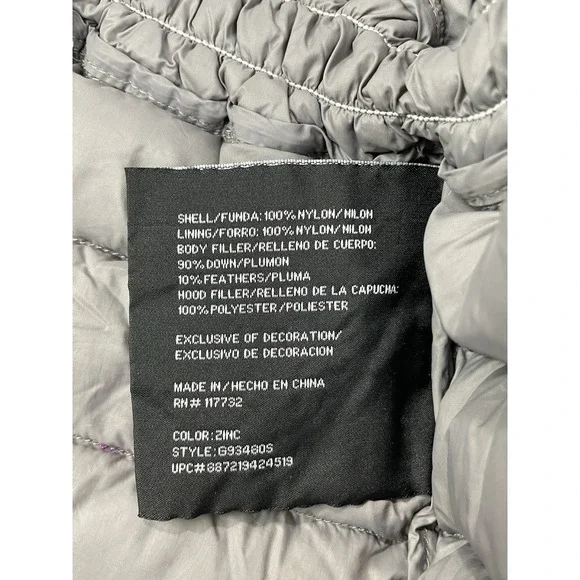 SHELL/FUNDA: 100% NYLON/NILON
LINING/FORRO: 100% NYLON/NILON
BODY FILLER/RELLENO DE CUERPO:
90% DOWN/PLUMON
10% FEATHERS/PLUMA
HOOD FILLER/RELLENO DE LA CAPUCHA:
100% POLYESTER/POLIESTER
EXCLUSIVE OF DECORATION/
EXCLUSIVO DE DECORACION
MADE IN/HECHO EN CHINA
RN# 117732
COLOR: ZINC
STYLE: G93480S
UPC# 687219424519